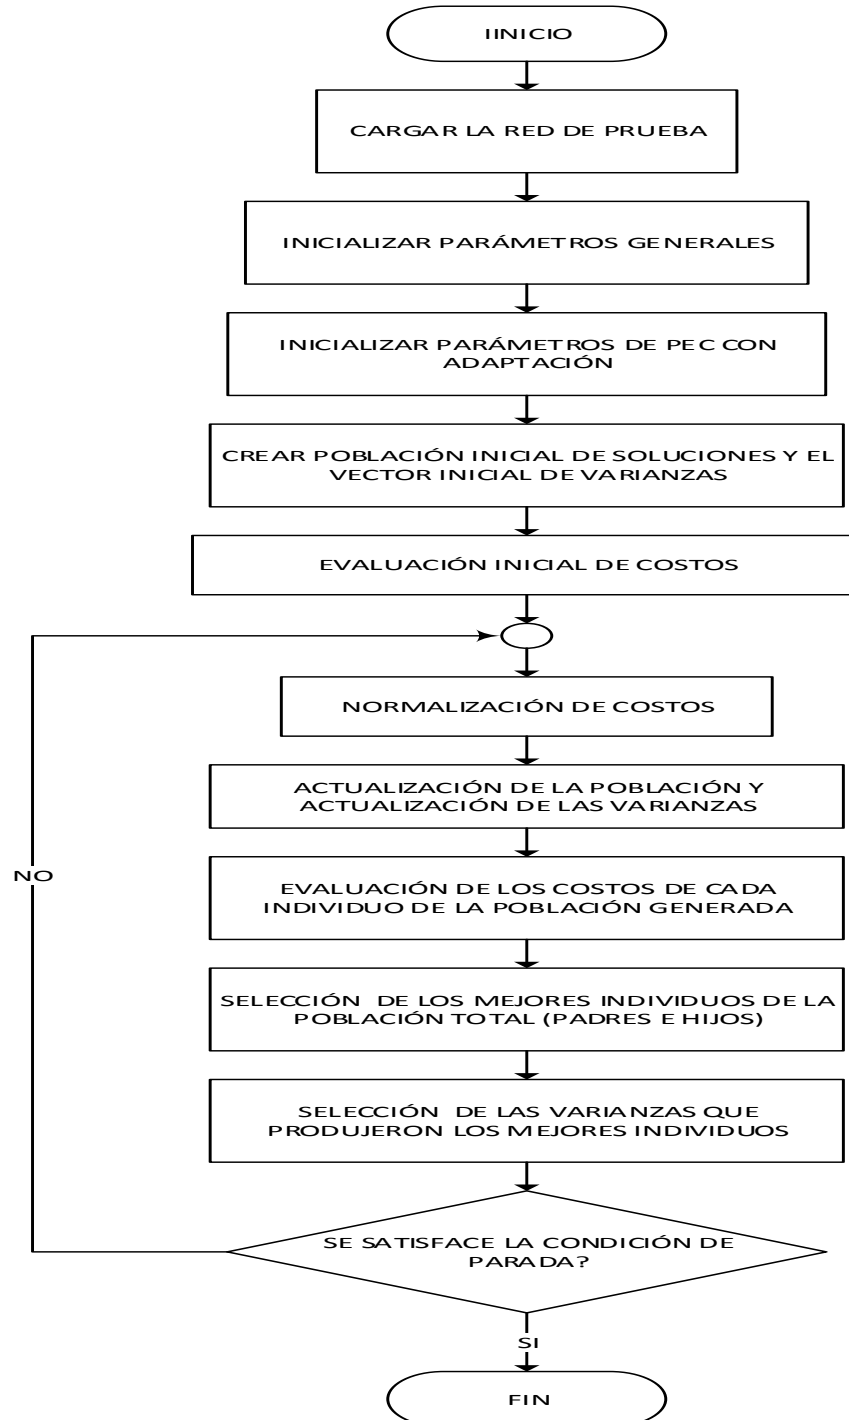 IINICIO
CARGAR LA RED DE PRUEBA
INICIALIZAR PARÁMETROS GENERALES
INICIALIZAR PARÁMETROS DE PEC CON
ADAPTACIÓN
CREAR POBLACIÓN INICIAL DE SOLUCIONES Y EL
VECTOR INICIAL DE VARIANZAS
EVALUACIÓN INICIAL DE COSTOS
NORMALIZACIÓN DE COSTOS
ACTUALIZACIÓN DE LA POBLACIÓN Y
ACTUALIZACIÓN DE LAS VARIANZAS
NO
EVALUACIÓN DE LOS COSTOS DE CADA
INDIVIDUO DE LA POBLACIÓN GENERADA
SELECCIÓN DE LOS MEJORES INDIVIDUOS DE LA
POBLACIÓN TOTAL (PADRES E HIJOS)
SELECCIÓN DE LAS VARIANZAS QUE
PRODUJERON LOS MEJORES INDIVIDUOS
SE SATISFACE LA CONDICIÓN DE
PARADA?
SI
FIN